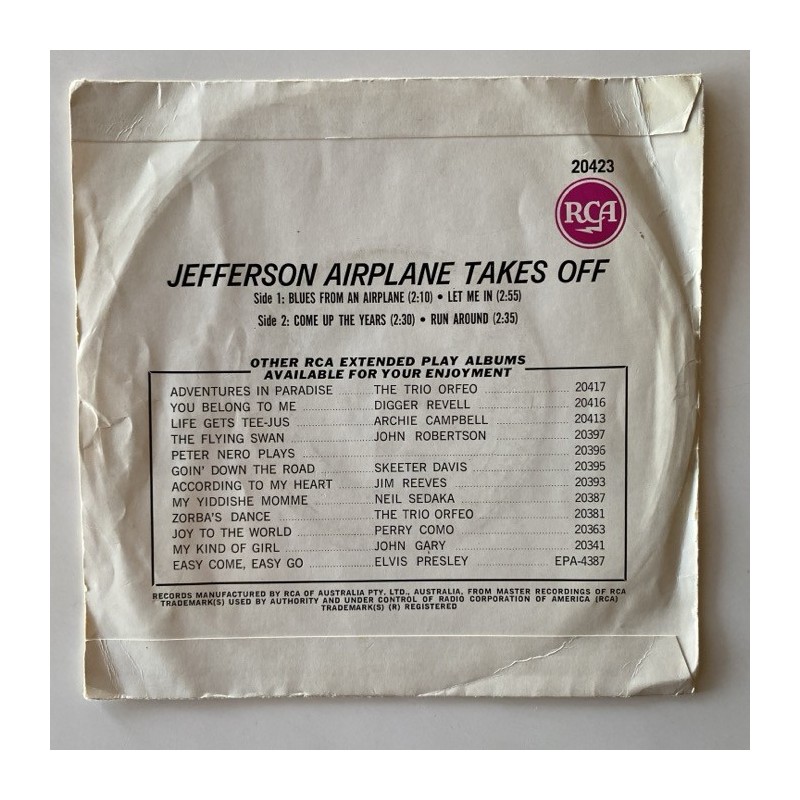 20423
RCA
JEFFERSON AIRPLANE TAKES OFF
Side 1: BLUES FROM AN AIRPLANE (2:10) • LET ME IN (2:55)
Side 2: COME UP THE YEARS (2:30) • RUN AROUND (2:35)
OTHER RCA EXTENDED PLAY ALBUMS
AVAILABLE FOR YOUR ENJOYMENT
ADVENTURES IN PARADISE THE TRIO ORFEO 20417
YOU BELONG TO ME DIGGER REVELL 20416
LIFE GETS TEE-JUS ARCHIE CAMPBELL 20413
THE FLYING SWAN JOHN ROBERTSON 20397
PETER NERO PLAYS 20396
GOIN' DOWN THE ROAD SKEETER DAVIS 20395
ACCORDING TO MY HEART JIM REEVES 20393
MY YIDDISHE MOMME NEIL SEDAKA 20387
ZORBA'S DANCE THE TRIO ORFEO 20381
JOY TO THE WORLD PERRY COMO 20363
MY KIND OF GIRL JOHN GARY 20341
EASY COME, EASY GO ELVIS PRESLEY EPA-4387
RECORDS MANUFACTURED BY RCA OF AUSTRALIA PTY. LTD., AUSTRALIA, FROM MASTER RECORDINGS OF RCA
TRADEMARK(S) USED BY AUTHORITY AND UNDER CONTROL OF RADIO CORPORATION OF AMERICA (RCA)
TRADEMARK(S) (R) REGISTERED